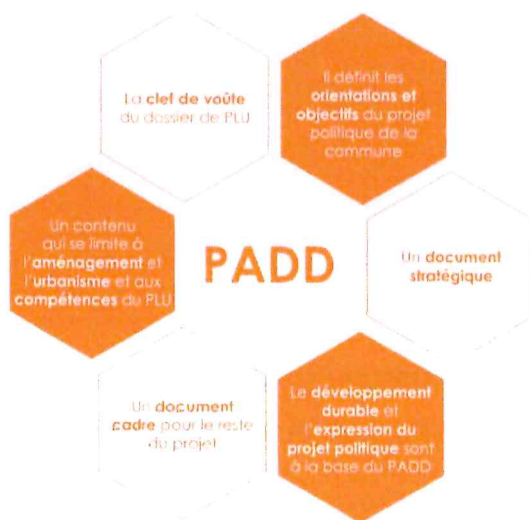 La clef de voûte
du dossier de PLU
Il définit les
orientations et
objectifs du projet
politique de la
commune
Un contenu
qui se limite à
l'aménagement et
l'urbanisme et aux
compétences du PLU
PADD
Un document
stratégique
Un document
cadre pour le reste
du projet
Le développement
durable et
l'expression du
projet politique sont
à la base du PADD